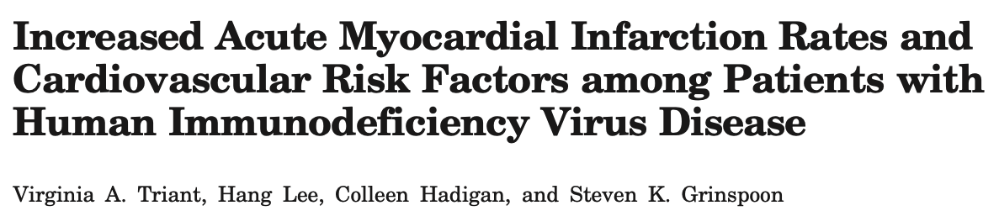 Increased Acute Myocardial Infarction Rates and
Cardiovascular Risk Factors among Patients with
Human Immunodeficiency Virus Disease
Virginia A. Triant, Hang Lee, Colleen Hadigan, and Steven K. Grinspoon